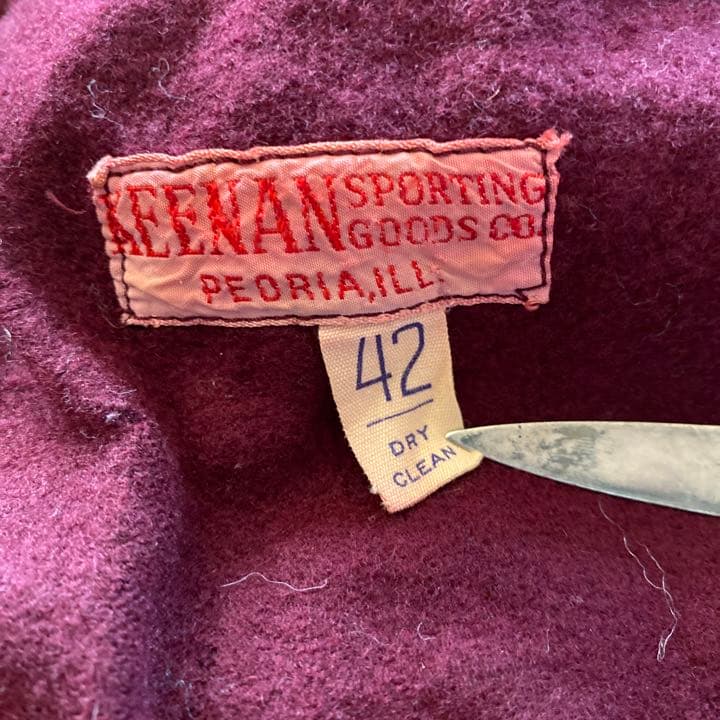 KEENAN SPORTING
GOODS CO.
PEORIA, ILL.
42
DRY
CLEAN